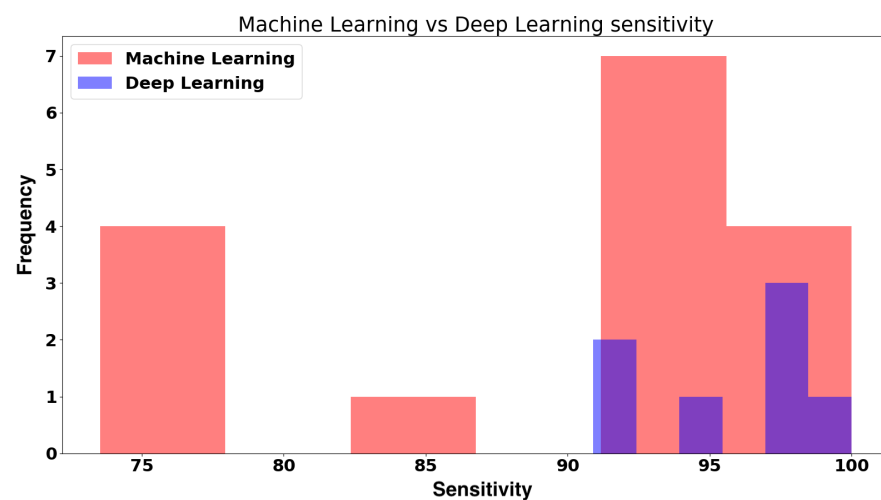 Machine Learning vs Deep Learning sensitivity
Machine Learning
Deep Learning
7
6
5
4
3
2
1
0
Frequency
75 80 85 90 95 100
Sensitivity